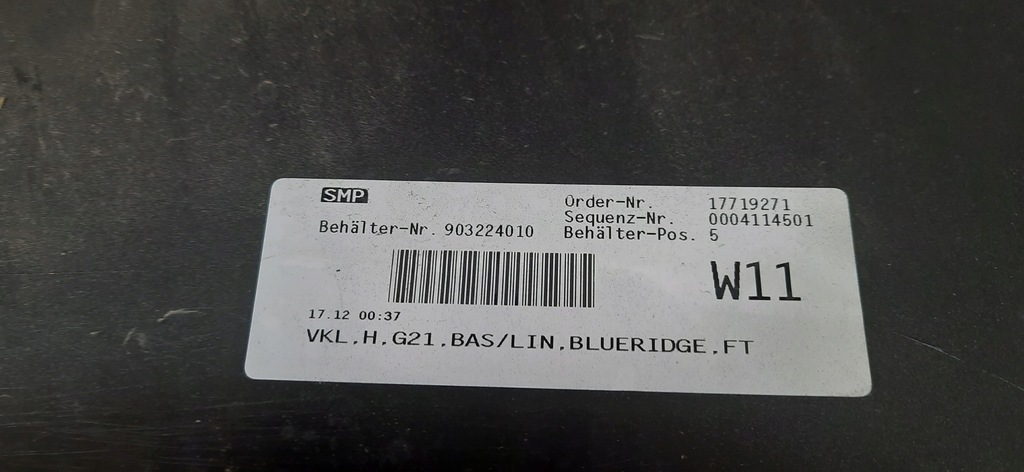 SMP
Order-Nr. 17719271
Sequenz-Nr. 0004114501
Behälter-Nr. 903224010 Behälter-Pos. 5
W11
17.12 00:37
VKL.H.G21.BAS/LIN.BLUERIDGE.FT